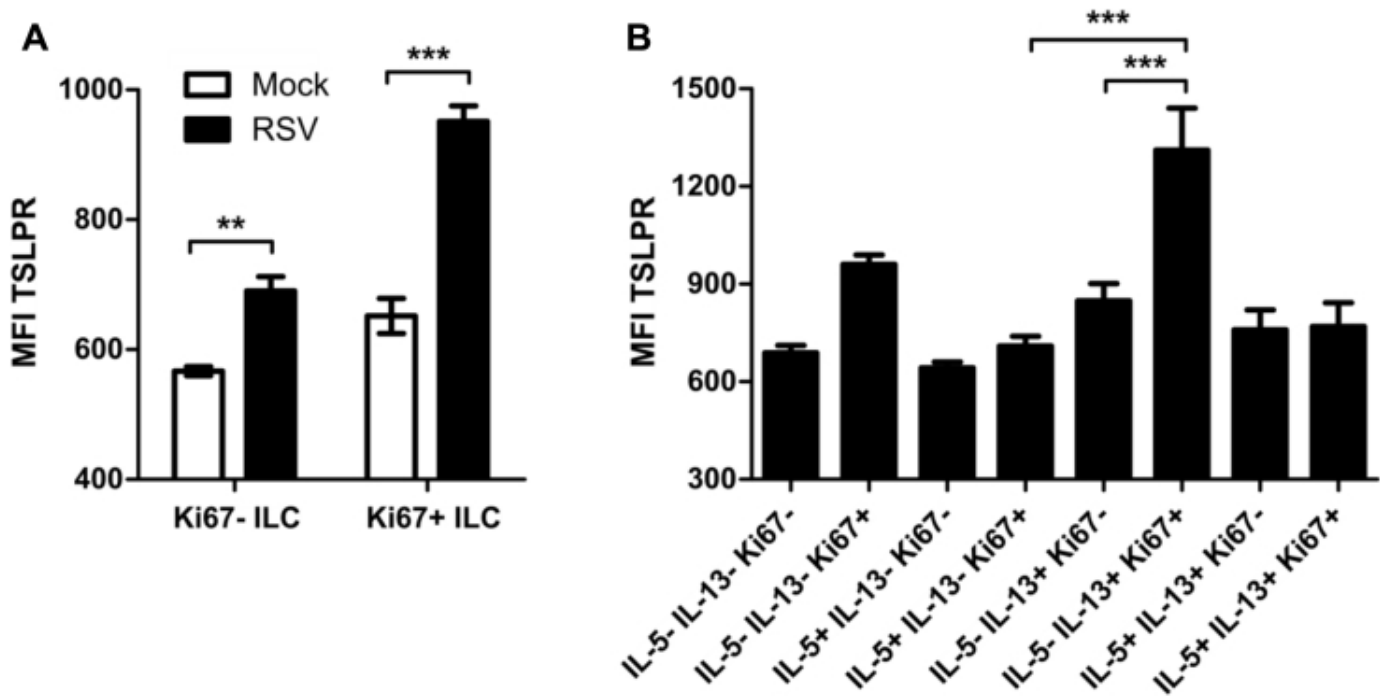 A
MFI TSLPR
1000
800
600
400
Mock
RSV
**
***
Ki67- ILC
Ki67+ ILC
B
MFI TSLPR
1500
1200
900
600
300
***
***
IL-5- IL-13- Ki67-
IL-5- IL-13- Ki67+
IL-5+ IL-13- Ki67-
IL-5+ IL-13- Ki67+
IL-5- IL-13+ Ki67-
IL-5- IL-13+ Ki67+
IL-5+ IL-13+ Ki67-
IL-5+ IL-13+ Ki67+